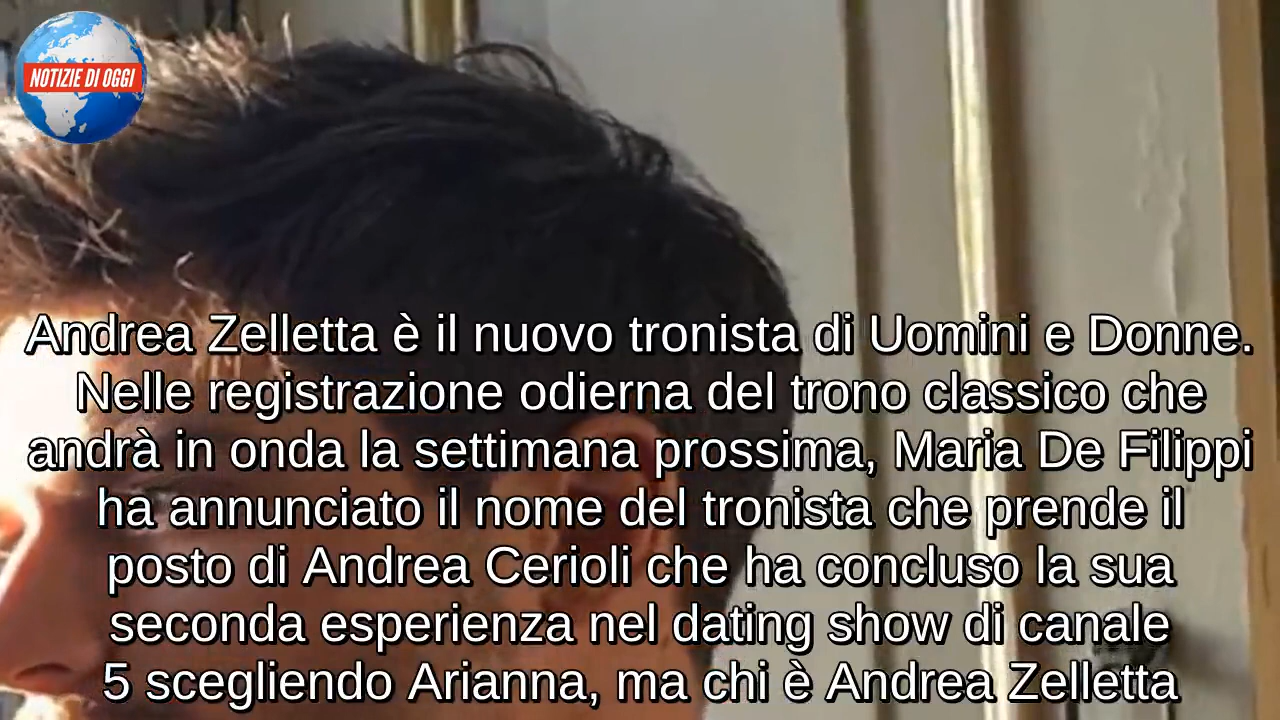 NOTIZIE DI OGGI
Andrea Zelletta è il nuovo tronista di Uomini e Donne.
Nelle registrazione odierna del trono classico che
andrà in onda la settimana prossima, Maria De Filippi
ha annunciato il nome del tronista che prende il
posto di Andrea Cerioli che ha concluso la sua
seconda esperienza nel dating show di canale
5 scegliendo Arianna, ma chi è Andrea Zelletta